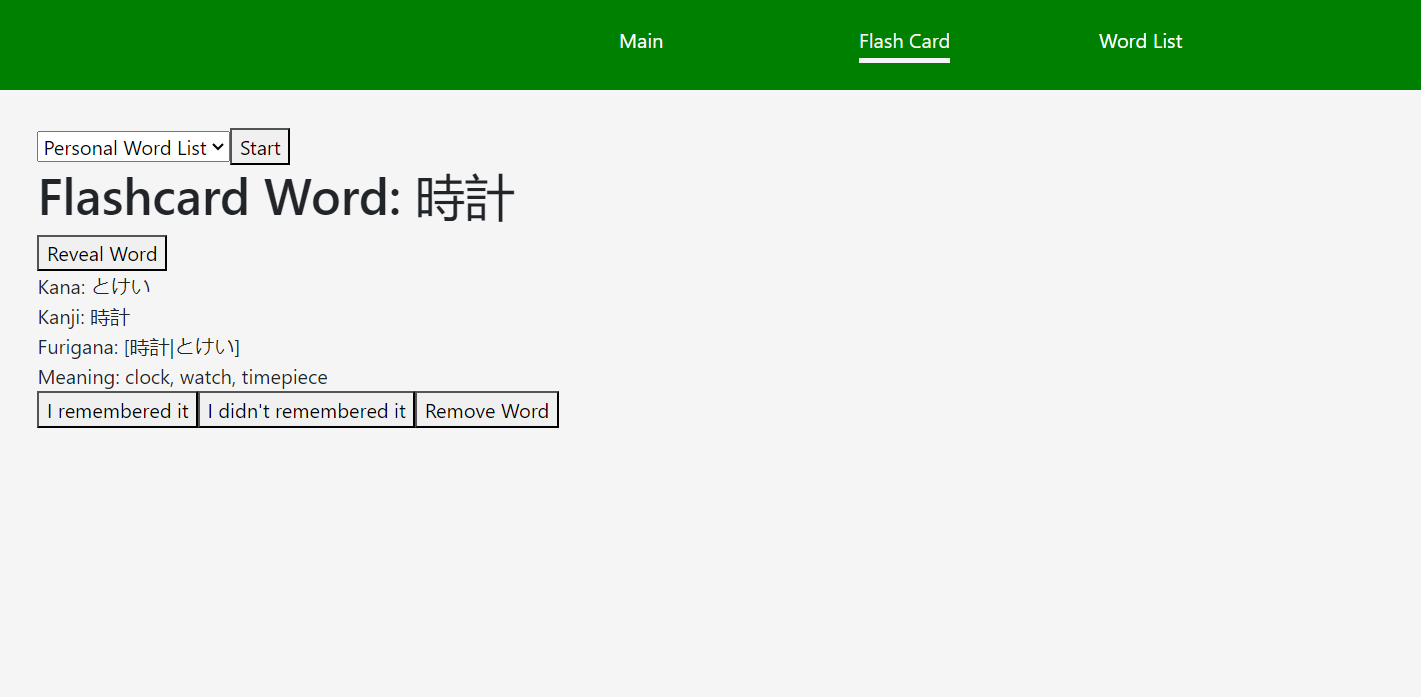 Main Flash Card Word List
Personal Word List Start
Flashcard Word: 時計
Reveal Word
Kana: とけい
Kanji: 時計
Furigana: [時計|とけい]
Meaning: clock, watch, timepiece
I remembered it I didn't remembered it Remove Word